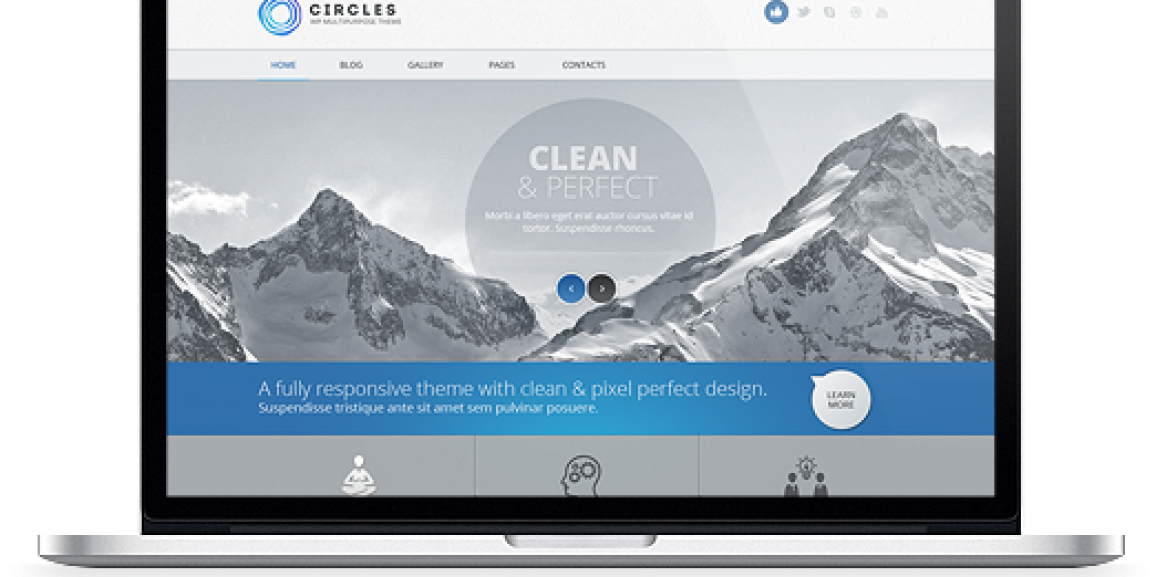 CIRCLES
WP MULTIPURPOSE THEME
HOME BLOG GALLERY PAGES CONTACTS
CLEAN
& PERFECT
Morbi a libero eget erat auctor cursus vitae id
tortor. Suspendisse rhoncus.
A fully responsive theme with clean & pixel perfect design.
Suspendisse tristique ante sit amet sem pulvinar posuere.
LEARN
MORE